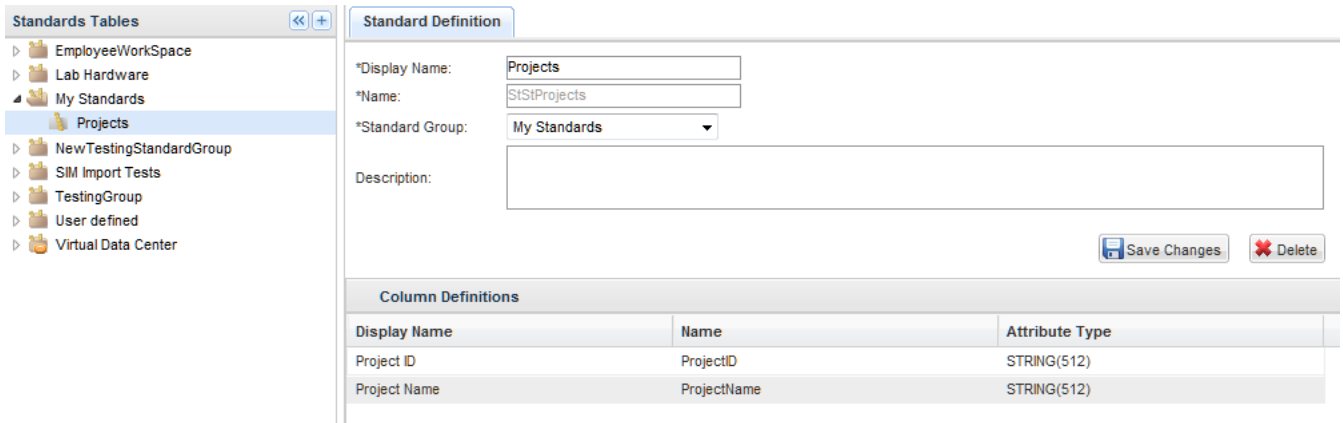 Standards Tables
EmployeeWorkSpace
Lab Hardware
My Standards
Projects
NewTestingStandardGroup
SIM Import Tests
TestingGroup
User defined
Virtual Data Center
Standard Definition
*Display Name: Projects
*Name: StStProjects
*Standard Group: My Standards
Description:
Save Changes Delete
Column Definitions
Display Name Name Attribute Type
Project ID ProjectID STRING(512)
Project Name ProjectName STRING(512)